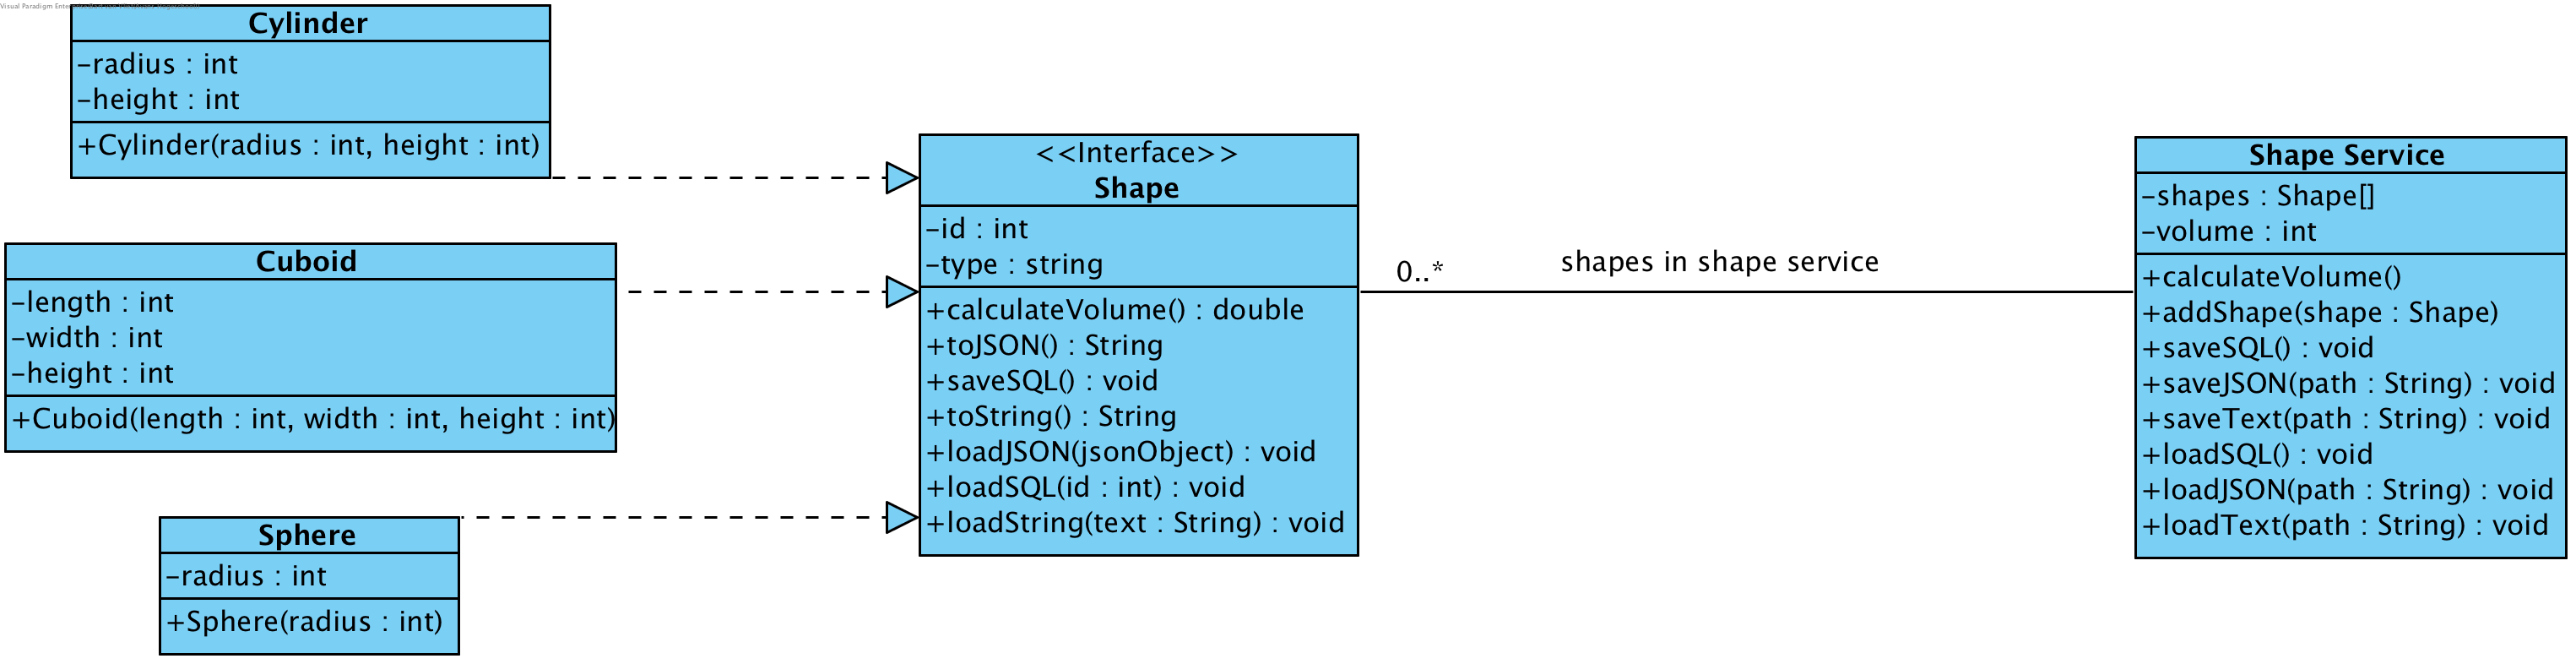 Visual Paradigm
Cylinder
-radius : int
-height : int
+Cylinder(radius : int, height : int)
Cuboid
-length : int
-width : int
-height : int
+Cuboid(length : int, width : int, height : int)
Sphere
-radius : int
+Sphere(radius : int)
<<Interface>>
Shape
-id : int
-type : string
+calculateVolume() : double
+toJSON() : String
+saveSQL() : void
+toString() : String
+loadJSON(jsonObject) : void
+loadSQL(id : int) : void
+loadString(text : String) : void
0..*
shapes in shape service
Shape Service
-shapes : Shape[]
-volume : int
+calculateVolume()
+addShape(shape : Shape)
+saveSQL() : void
+saveJSON(path : String) : void
+saveText(path : String) : void
+loadSQL() : void
+loadJSON(path : String) : void
+loadText(path : String) : void